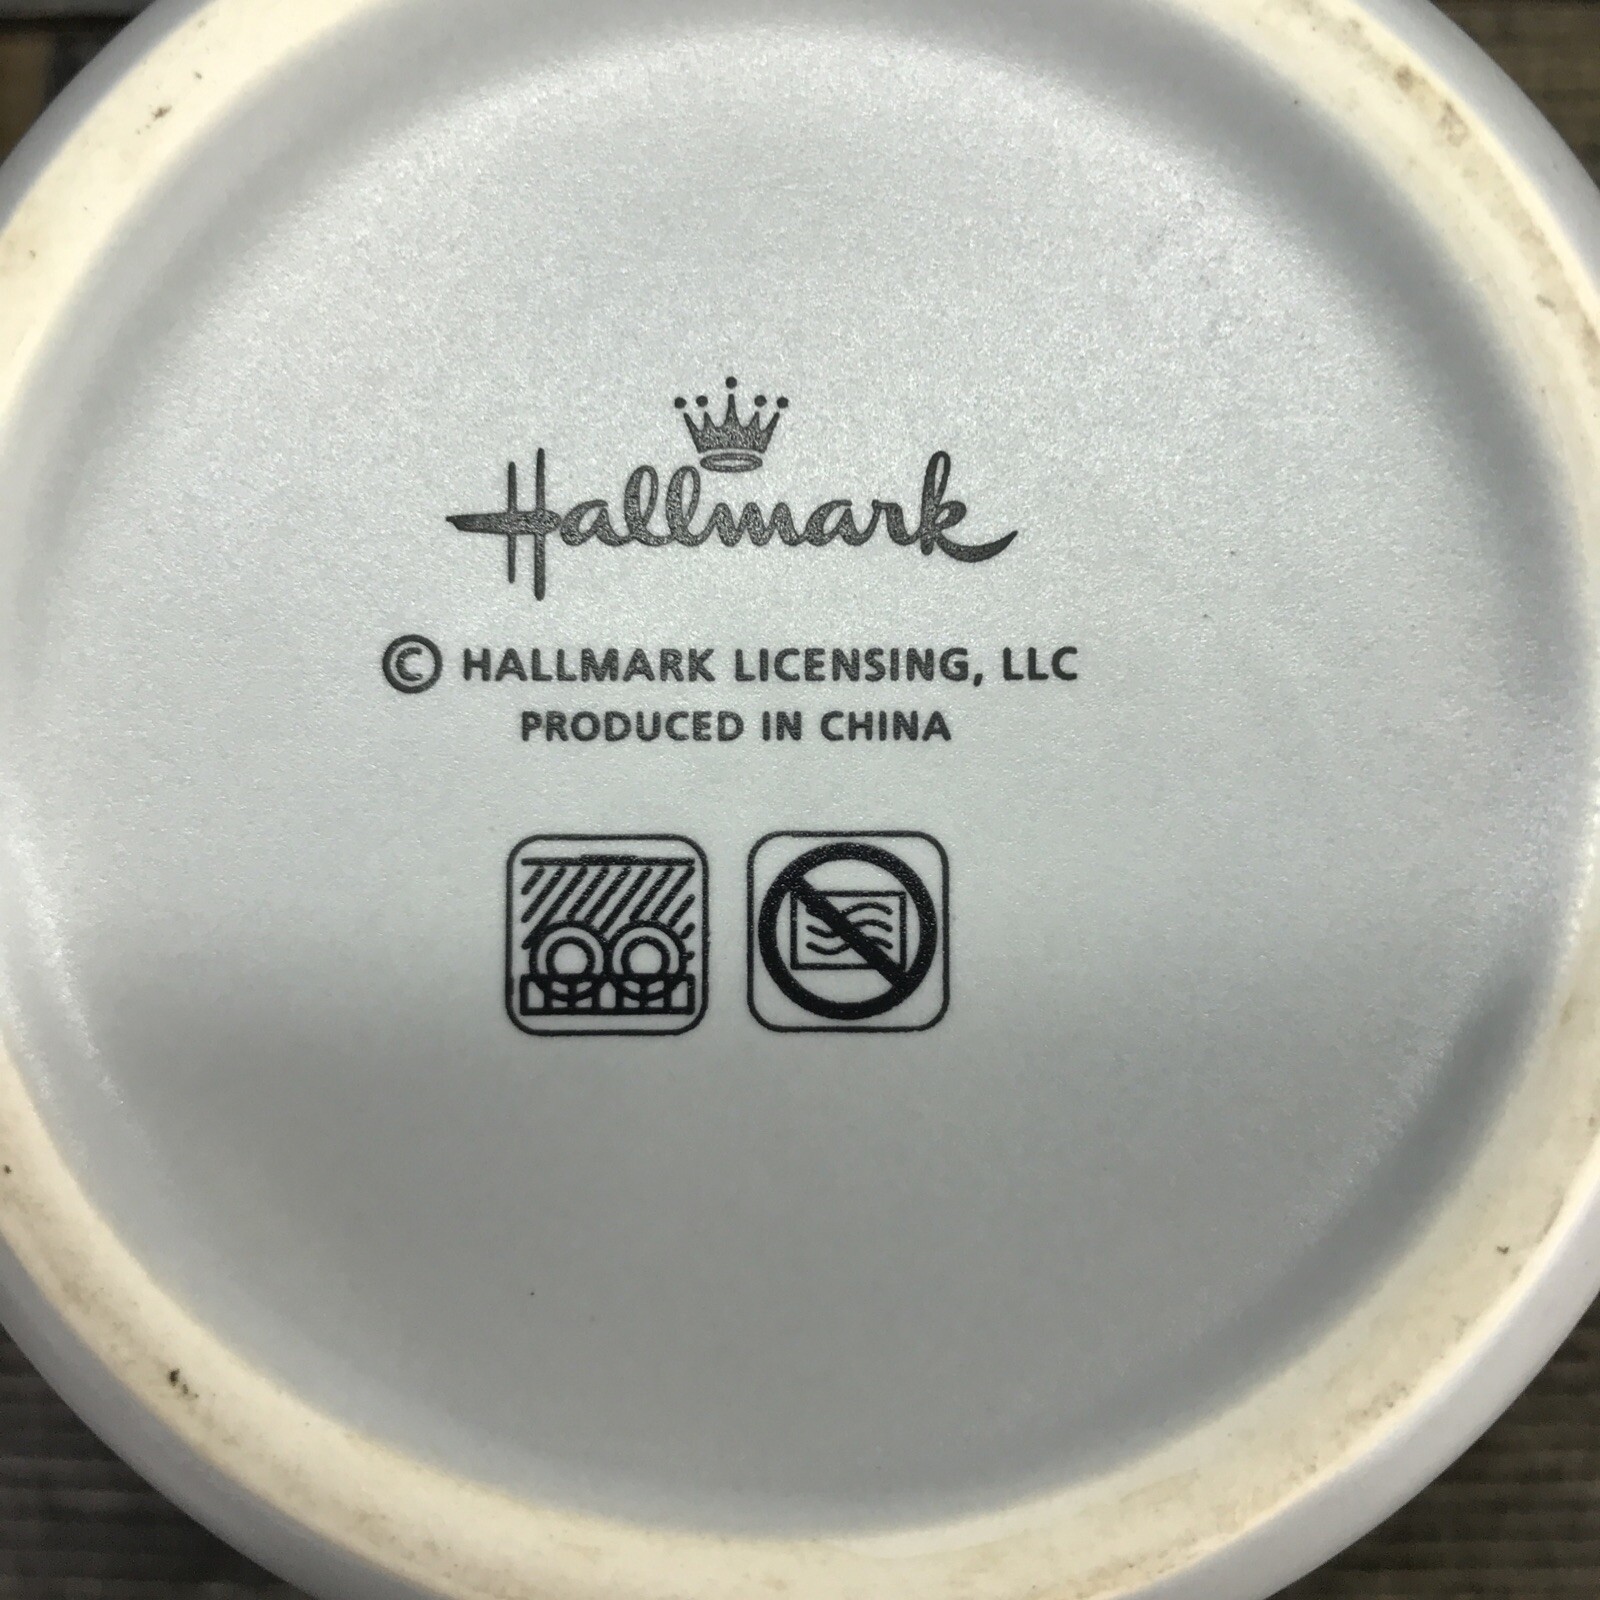 Hallmark
© HALLMARK LICENSING, LLC
PRODUCED IN CHINA